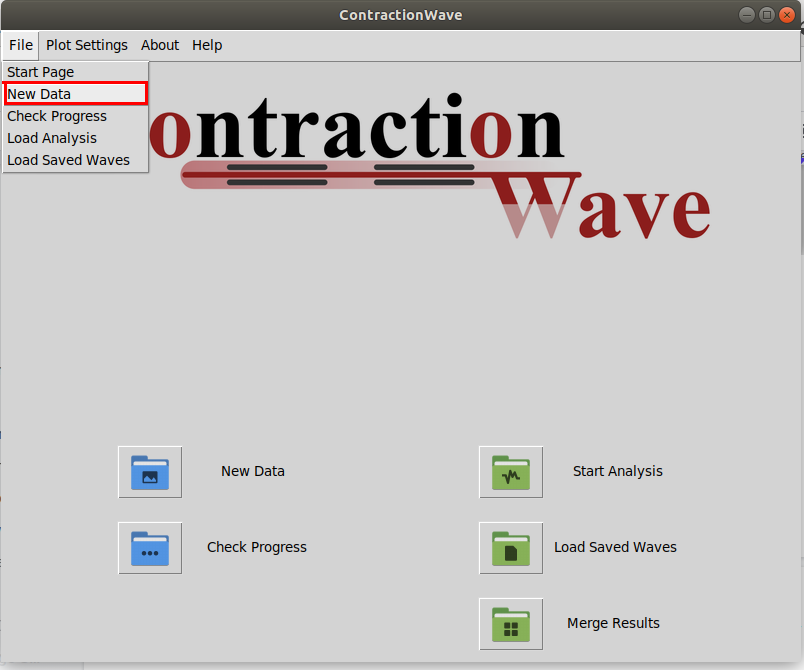 ContractionWave
File Plot Settings About Help
Start Page
New Data
Check Progress
Load Analysis
Load Saved Waves
ontraction
Wave
New Data Start Analysis
Check Progress Load Saved Waves
Merge Results